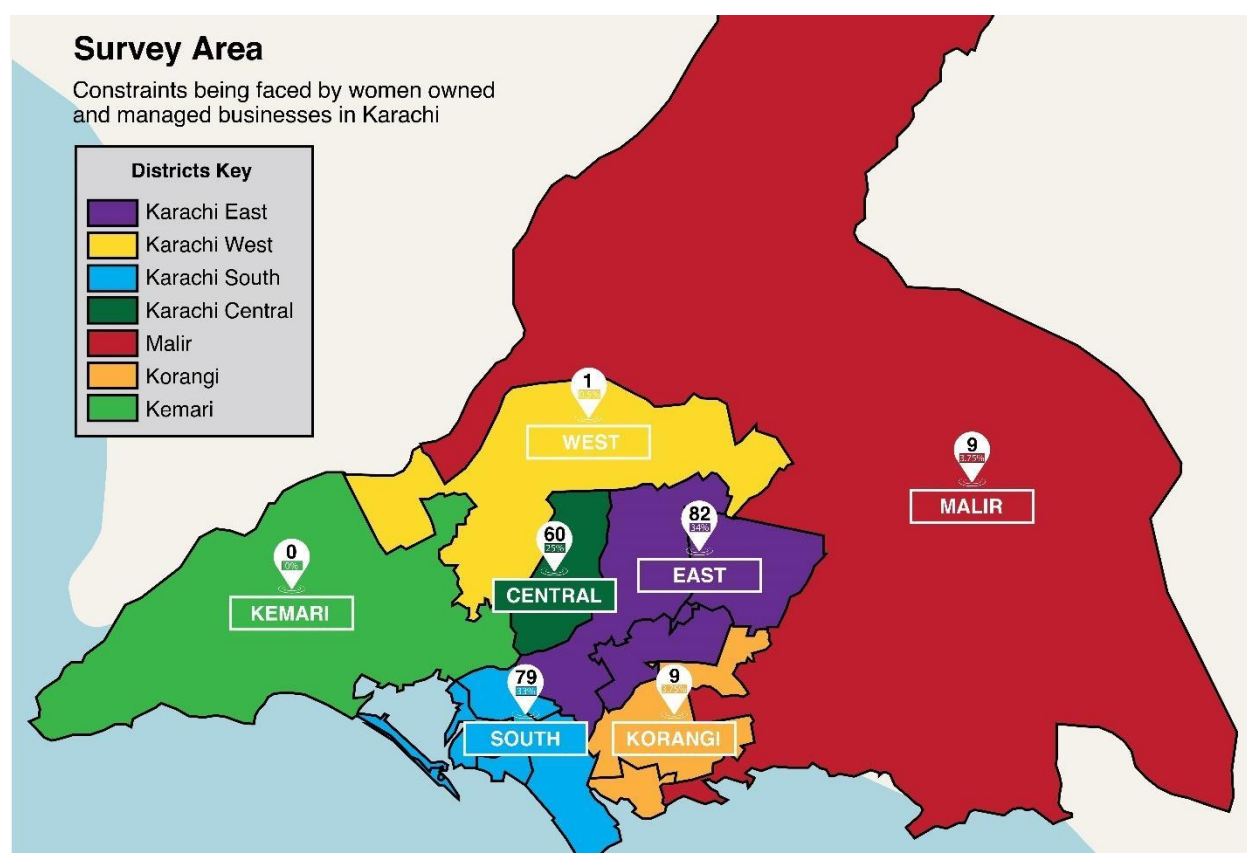 Survey Area
Constraints being faced by women owned
and managed businesses in Karachi
Districts Key
Karachi East
Karachi West
Karachi South
Karachi Central
Malir
Korangi
Kemari
1
0.5%
WEST
9
3.75%
MALIR
82
34%
EAST
60
25%
CENTRAL
0
0%
KEMARI
79
33%
SOUTH
9
3.75%
KORANGI